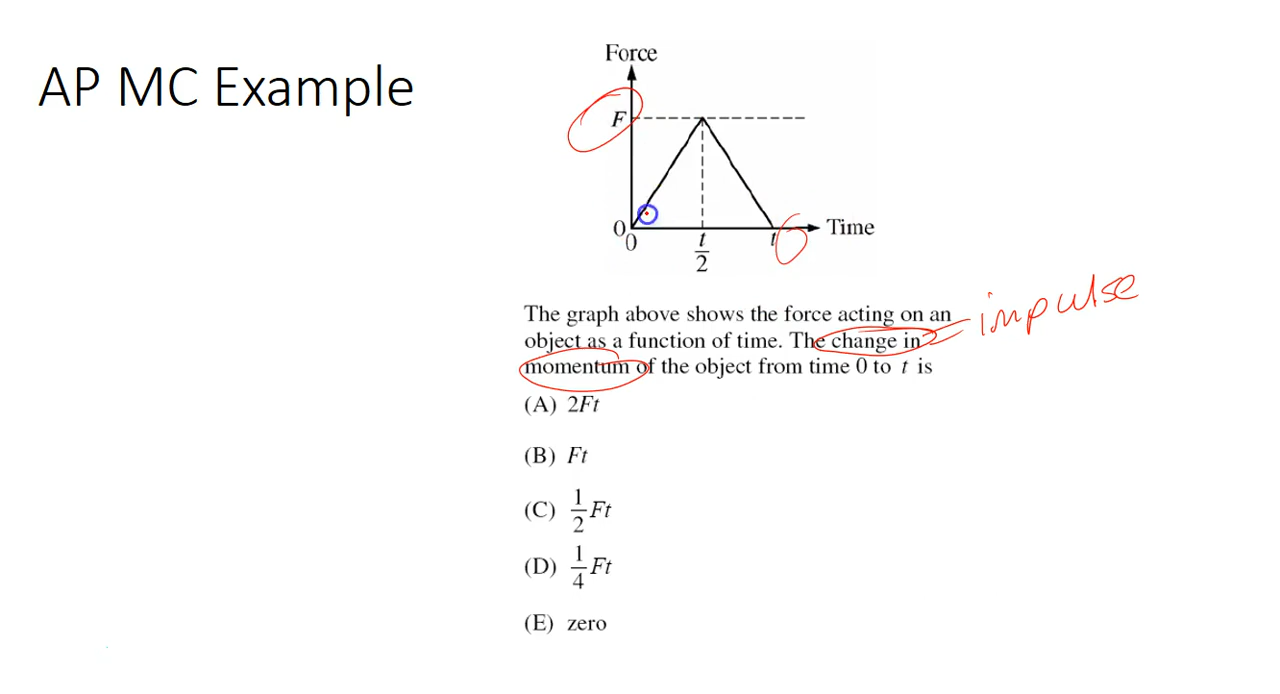 AP MC Example
Force
F
0
0
t/2
t
Time
impulse
The graph above shows the force acting on an
object as a function of time. The change in
momentum of the object from time 0 to t is
(A) 2Ft
(B) Ft
(C) 1/2 Ft
(D) 1/4 Ft
(E) zero